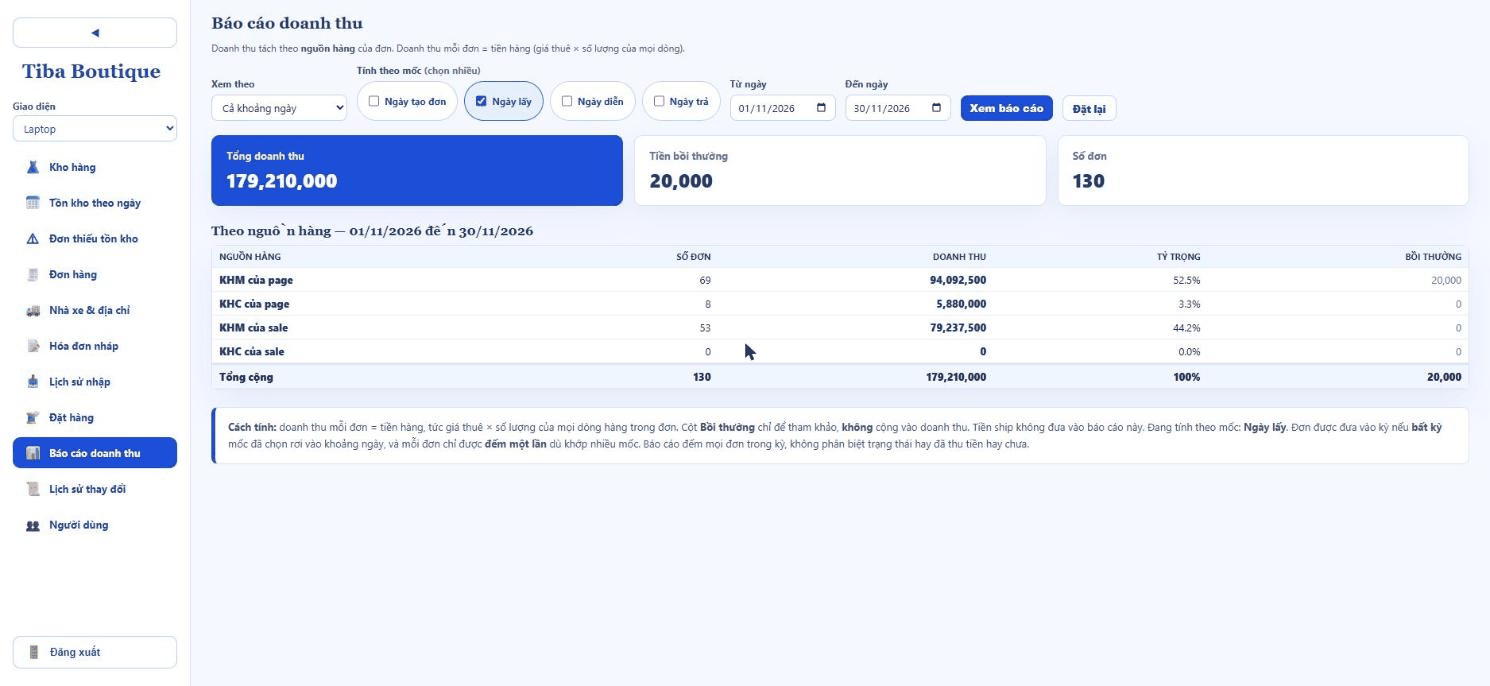 ◀
Tiba Boutique
Giao diện
Laptop
Kho hàng
Tồn kho theo ngày
Đơn thiếu tồn kho
Đơn hàng
Nhà xe & địa chỉ
Hóa đơn nháp
Lịch sử nhập
Đặt hàng
Báo cáo doanh thu
Lịch sử thay đổi
Người dùng
Đăng xuất
Báo cáo doanh thu
Doanh thu tách theo nguồn hàng của đơn. Doanh thu mỗi đơn = tiền hàng (giá thuê × số lượng của mọi dòng).
Xem theo
Cả khoảng ngày
Tính theo mốc (chọn nhiều)
Ngày tạo đơn
Ngày lấy
Ngày diễn
Ngày trả
Từ ngày
01/11/2026
Đến ngày
30/11/2026
Xem báo cáo
Đặt lại
Tổng doanh thu
179,210,000
Tiền bồi thường
20,000
Số đơn
130
Theo nguồn hàng — 01/11/2026 đến 30/11/2026
NGUỒN HÀNG SỐ ĐƠN DOANH THU TỶ TRỌNG BỒI THƯỜNG
KHM của page 69 94,092,500 52.5% 20,000
KHC của page 8 5,880,000 3.3% 0
KHM của sale 53 79,237,500 44.2% 0
KHC của sale 0 0 0.0% 0
Tổng cộng 130 179,210,000 100% 20,000
Cách tính: doanh thu mỗi đơn = tiền hàng, tức giá thuê × số lượng của mọi dòng hàng trong đơn. Cột Bồi thường chỉ để tham khảo, không cộng vào doanh thu. Tiền ship không đưa vào báo cáo này. Đang tính theo mốc: Ngày lấy. Đơn được đưa vào kỳ nếu bất kỳ
mốc đã chọn rơi vào khoảng ngày, và mỗi đơn chỉ được đếm một lần dù khớp nhiều mốc. Báo cáo đếm mọi đơn trong kỳ, không phân biệt trạng thái hay đã thu tiền hay chưa.